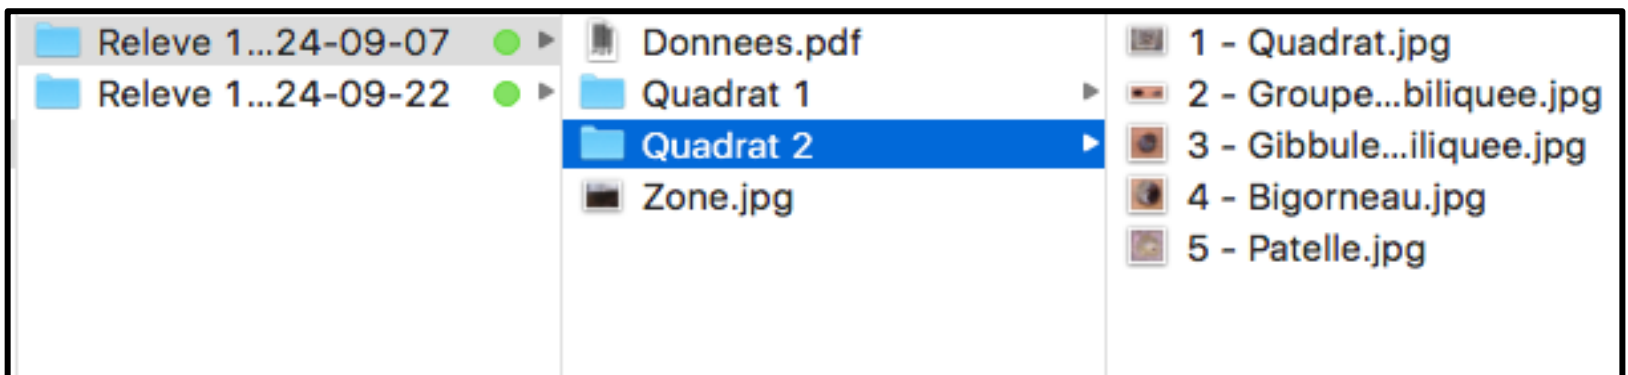 Releve 1...24-09-07
Releve 1...24-09-22
Donnees.pdf
Quadrat 1
Quadrat 2
Zone.jpg
1 - Quadrat.jpg
2 - Groupe...biliquee.jpg
3 - Gibbule...iliquee.jpg
4 - Bigorneau.jpg
5 - Patelle.jpg